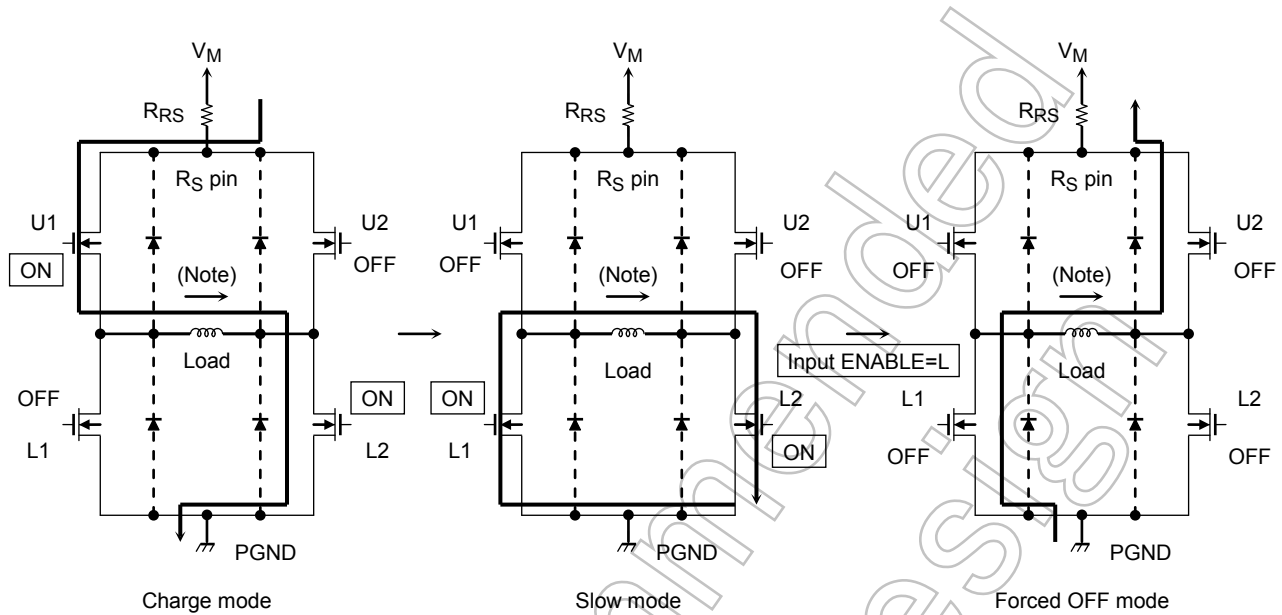 VM
RRS
RS pin
U1
ON
U2
OFF
(Note)
Load
OFF
L1
ON
L2
PGND
Charge mode
VM
RRS
RS pin
U1
OFF
U2
OFF
(Note)
Load
ON
L1
L2
ON
PGND
Slow mode
Input ENABLE=L
VM
RRS
RS pin
U1
OFF
U2
OFF
(Note)
Load
L1
OFF
L2
OFF
PGND
Forced OFF mode